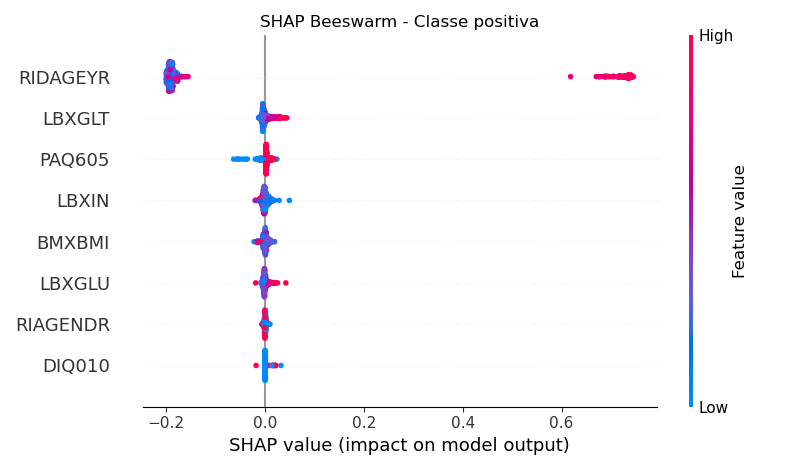 SHAP Beeswarm - Classe positiva
High
RIDAGEYR
LBXGLT
PAQ605
LBXIN
BMXBMI
LBXGLU
RIAGENDR
DIQ010
Feature value
Low
−0.2 0.0 0.2 0.4 0.6
SHAP value (impact on model output)